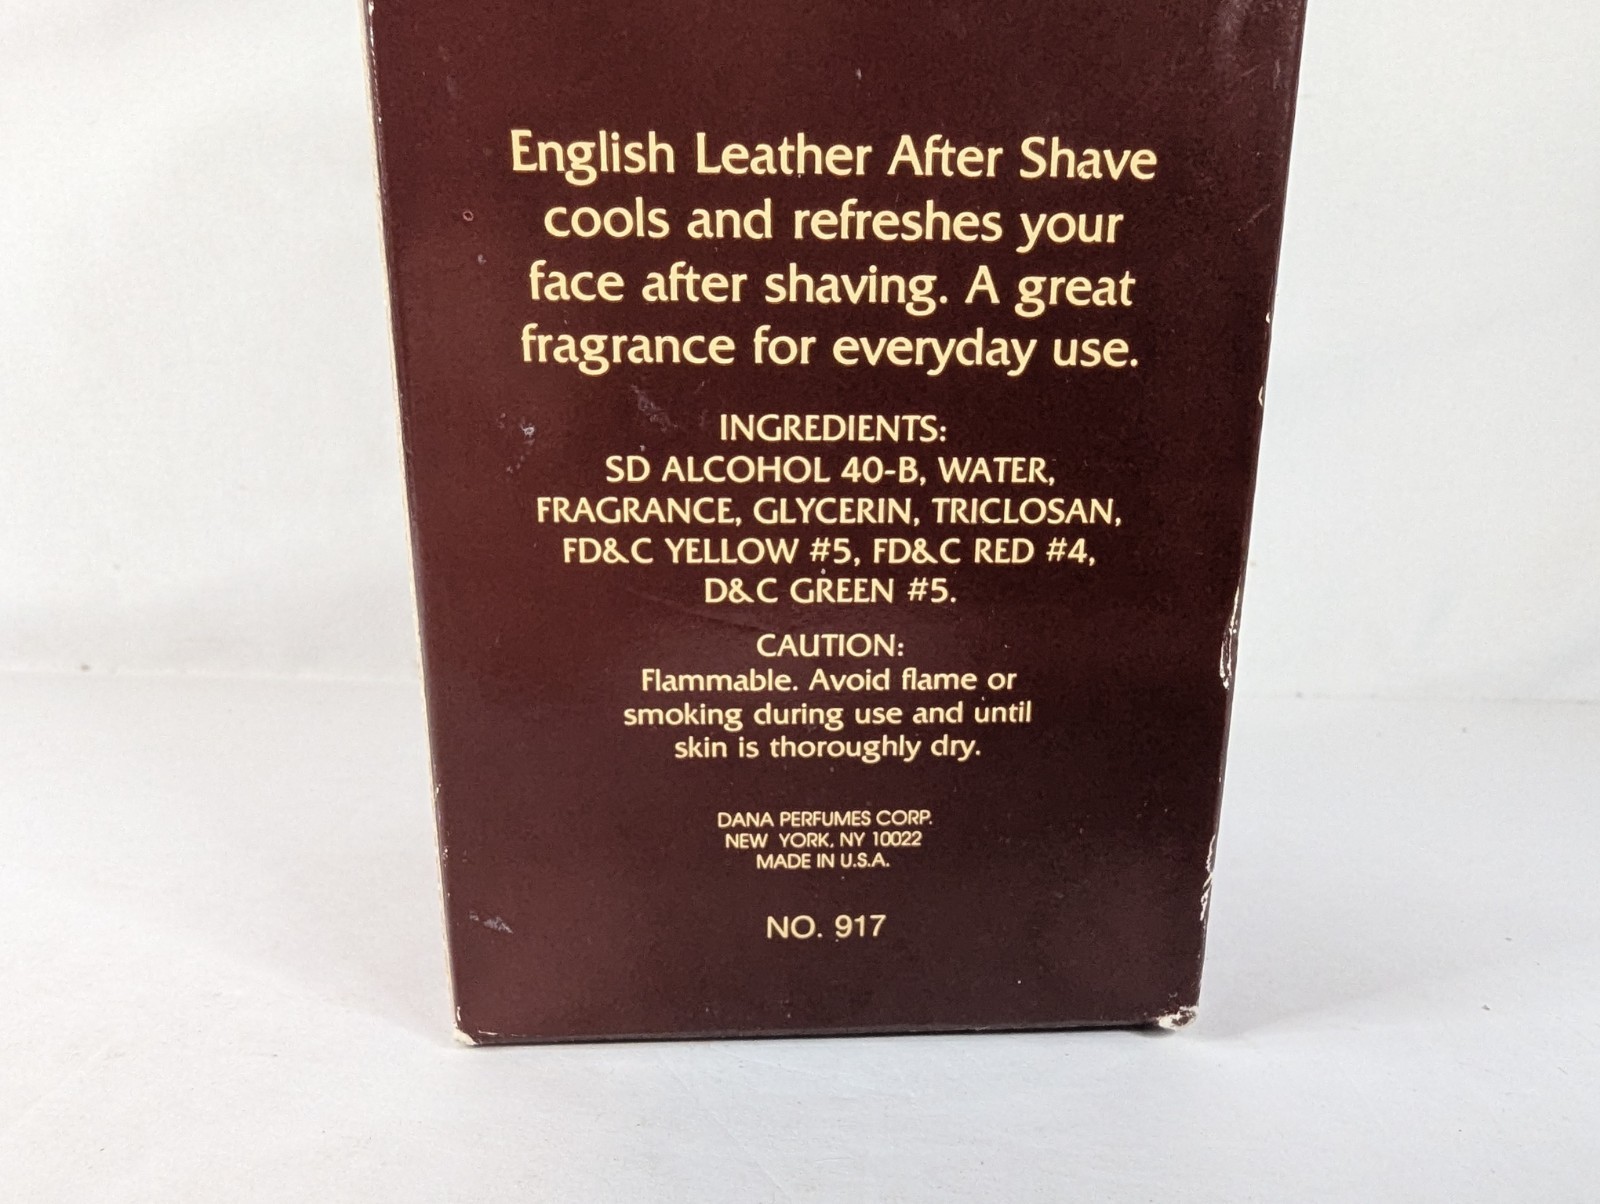 English Leather After Shave
cools and refreshes your
face after shaving. A great
fragrance for everyday use.
INGREDIENTS:
SD ALCOHOL 40-B, WATER,
FRAGRANCE, GLYCERIN, TRICLOSAN,
FD&C YELLOW #5, FD&C RED #4,
D&C GREEN #5.
CAUTION:
Flammable. Avoid flame or
smoking during use and until
skin is thoroughly dry.
DANA PERFUMES CORP.
NEW YORK, NY 10022
MADE IN U.S.A.
NO. 917